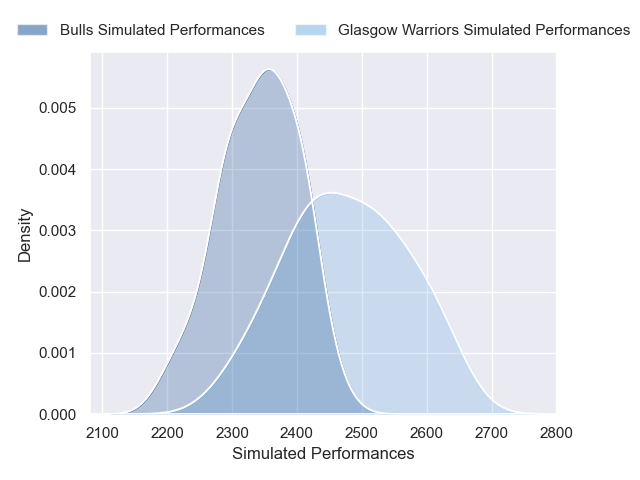 Bulls Simulated Performances
Glasgow Warriors Simulated Performances
Density
0.005
0.004
0.003
0.002
0.001
0.000
2100 2200 2300 2400 2500 2600 2700 2800
Simulated Performances